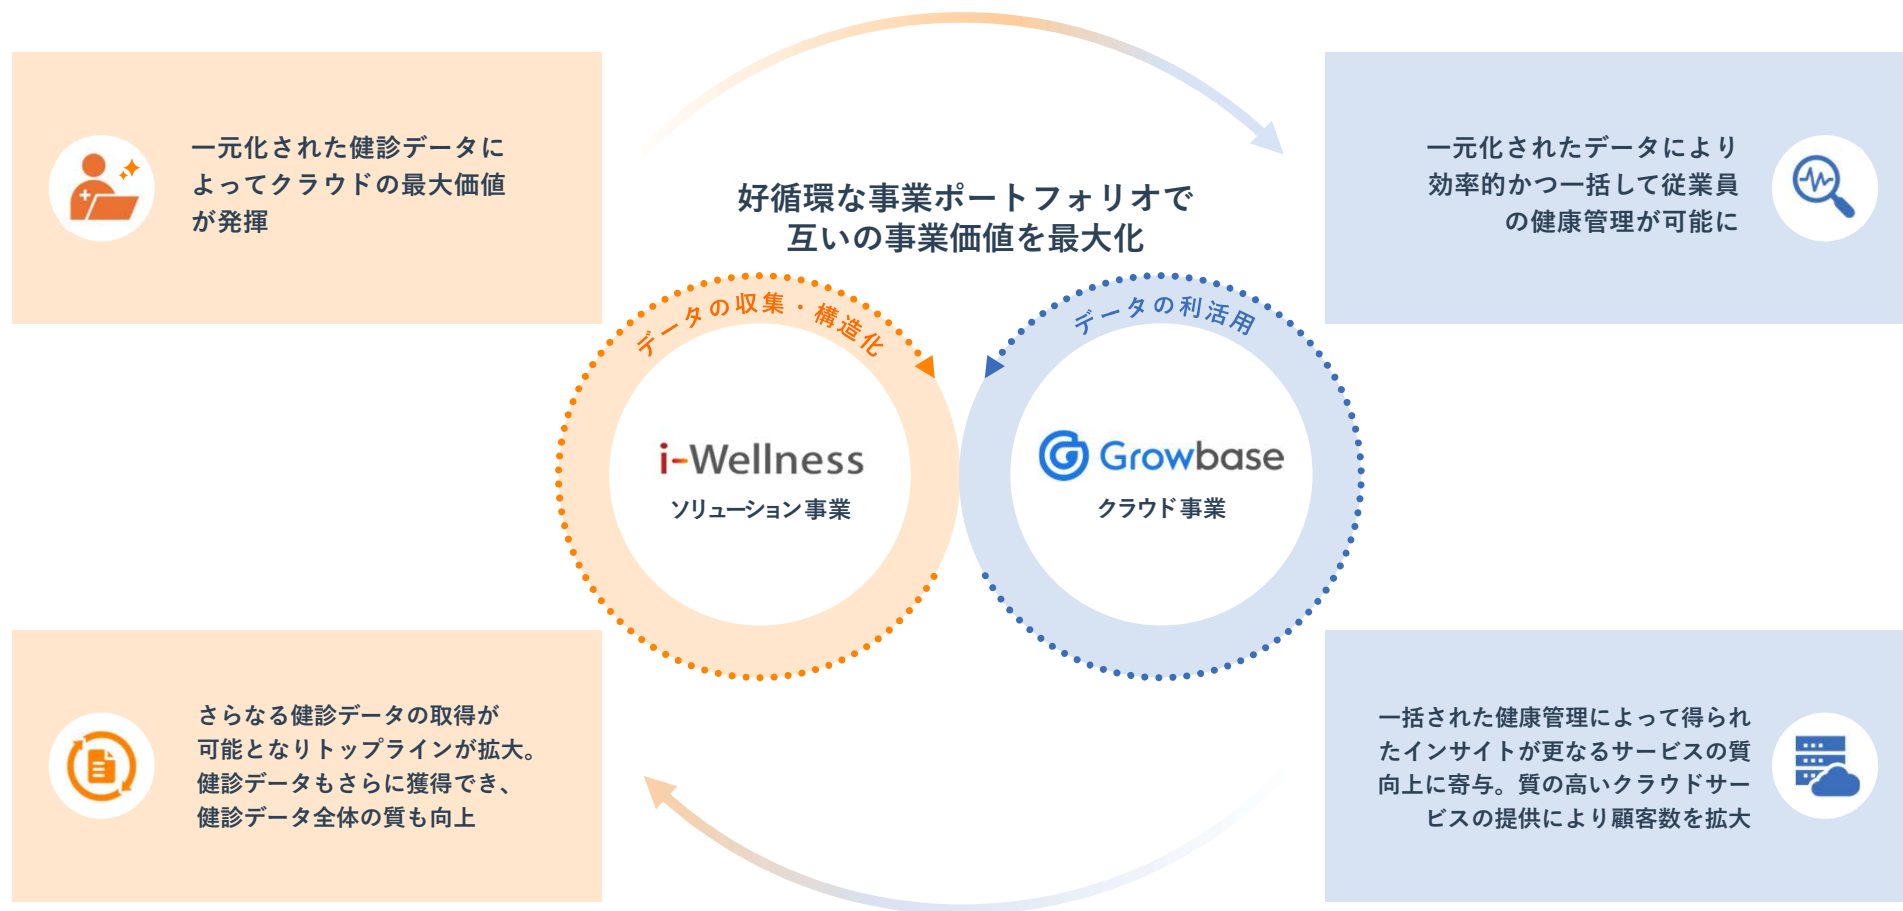 一元化された健診データに
よってクラウドの最大価値
が発揮
好循環な事業ポートフォリオで
互いの事業価値を最大化
一元化されたデータにより
効率的かつ一括して従業員
の健康管理が可能に
データの収集・構造化
i-Wellness
ソリューション事業
データの利活用
Growbase
クラウド事業
さらなる健診データの取得が
可能となりトップラインが拡大。
健診データもさらに獲得でき、
健診データ全体の質も向上
一括された健康管理によって得られ
たインサイトが更なるサービスの質
向上に寄与。質の高いクラウドサー
ビスの提供により顧客数を拡大